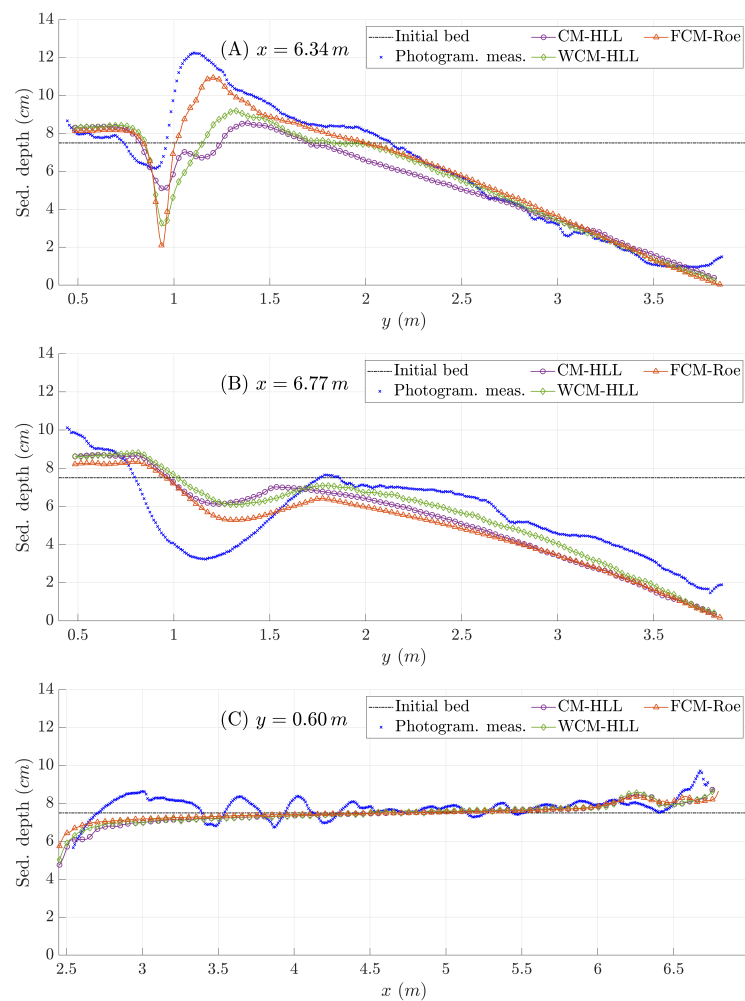 14
12
10
8
6
4
2
0
Sed. depth (cm)
(A) x = 6.34 m
Initial bed
Photogram. meas.
CM-HLL
WCM-HLL
FCM-Roe
0.5 1 1.5 2 2.5 3 3.5
y (m)
14
12
10
8
6
4
2
0
Sed. depth (cm)
(B) x = 6.77 m
Initial bed
Photogram. meas.
CM-HLL
WCM-HLL
FCM-Roe
0.5 1 1.5 2 2.5 3 3.5
y (m)
14
12
10
8
6
4
2
0
Sed. depth (cm)
(C) y = 0.60 m
Initial bed
Photogram. meas.
CM-HLL
WCM-HLL
FCM-Roe
2.5 3 3.5 4 4.5 5 5.5 6 6.5
x (m)